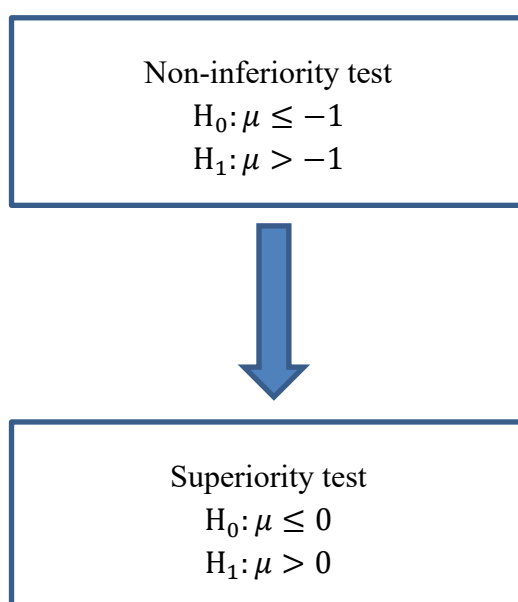 Non-inferiority test
H₀: μ ≤ −1
H₁: μ > −1
Superiority test
H₀: μ ≤ 0
H₁: μ > 0